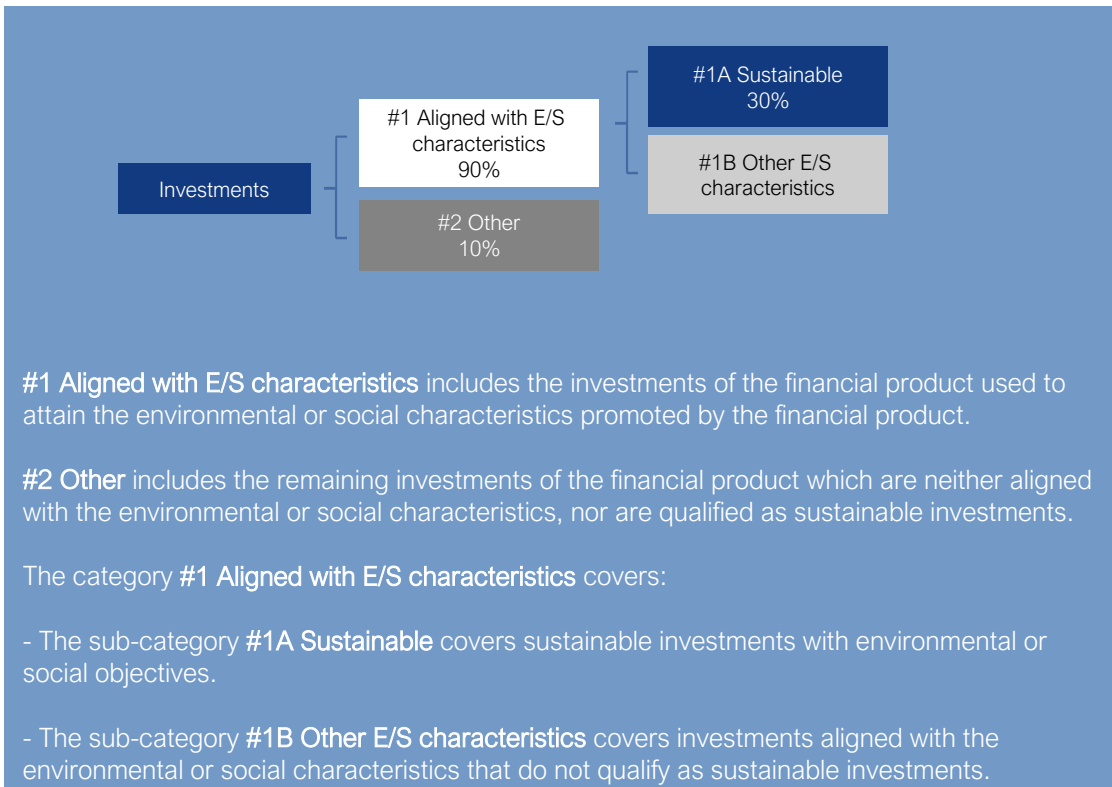 Investments
#1 Aligned with E/S
characteristics
90%
#2 Other
10%
#1A Sustainable
30%
#1B Other E/S
characteristics
#1 Aligned with E/S characteristics includes the investments of the financial product used to
attain the environmental or social characteristics promoted by the financial product.
#2 Other includes the remaining investments of the financial product which are neither aligned
with the environmental or social characteristics, nor are qualified as sustainable investments.
The category #1 Aligned with E/S characteristics covers:
- The sub-category #1A Sustainable covers sustainable investments with environmental or
social objectives.
- The sub-category #1B Other E/S characteristics covers investments aligned with the
environmental or social characteristics that do not qualify as sustainable investments.